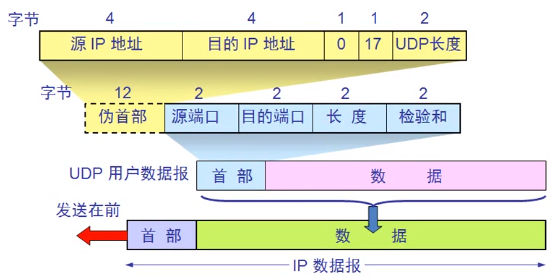 字节 4 4 1 1 2
源 IP 地址 目的 IP 地址 0 17 UDP长度
字节 12 2 2 2 2
伪首部 源端口 目的端口 长 度 检验和
UDP 用户数据报 首 部 数 据
发送在前
首 部 数 据
IP 数据报